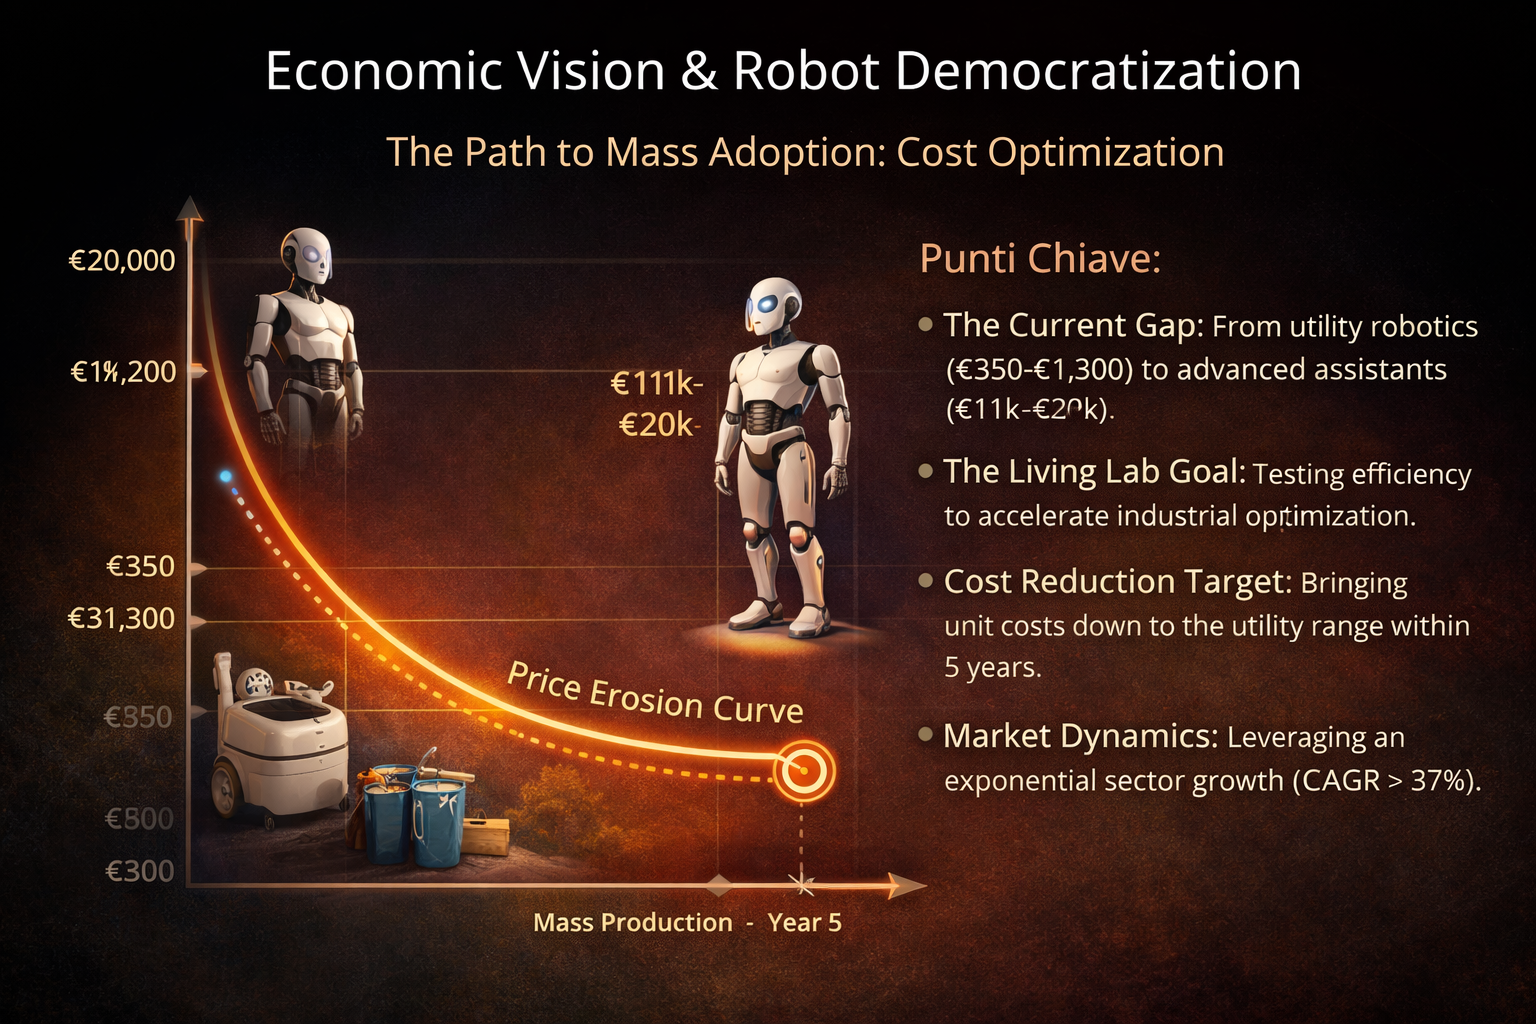 Economic Vision & Robot Democratization
The Path to Mass Adoption: Cost Optimization
€20,000
€350
€31,300
€300
€111k-
€20k-
Price Erosion Curve
Mass Production - Year 5
Punti Chiave:
The Current Gap: From utility robotics
(€350-€1,300) to advanced assistants
(€11k-€20k).
The Living Lab Goal: Testing efficiency
to accelerate industrial optimization.
Cost Reduction Target: Bringing
unit costs down to the utility range within
5 years.
Market Dynamics: Leveraging an
exponential sector growth (CAGR > 37%).